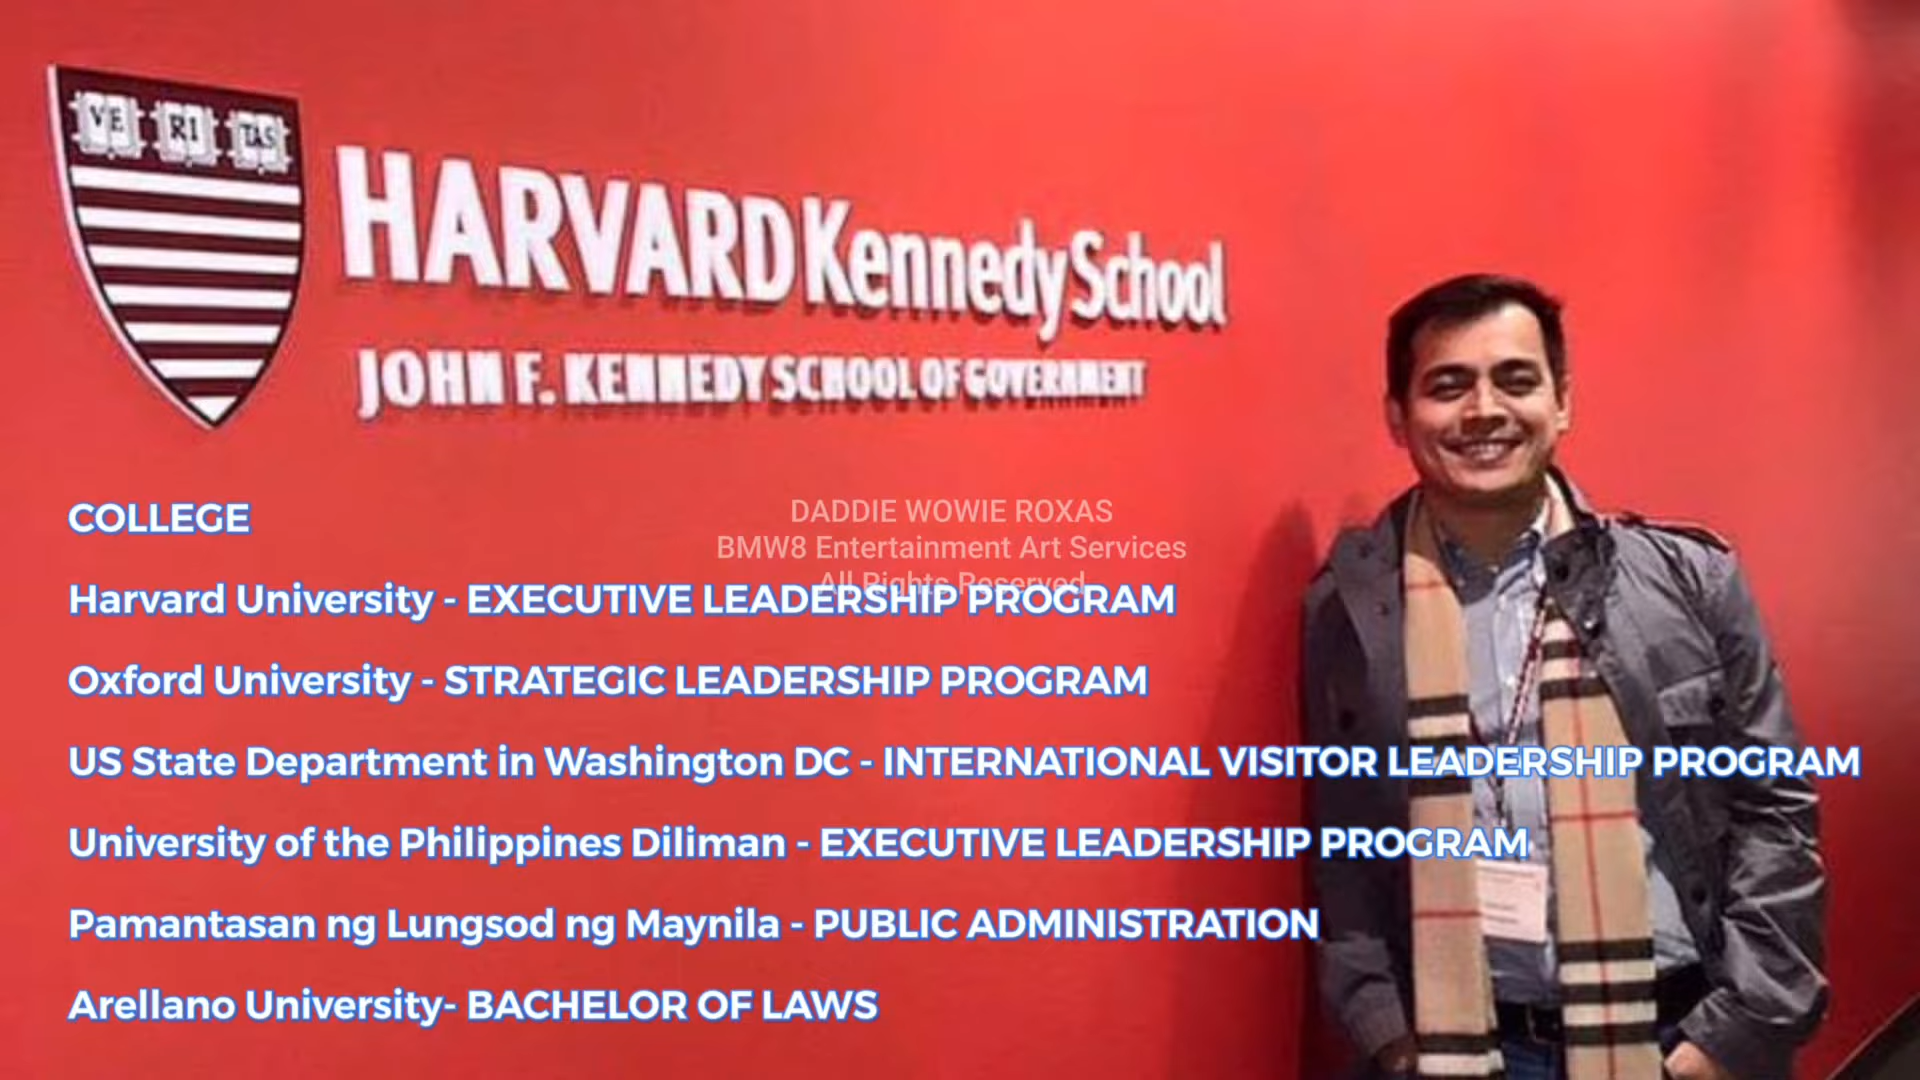 VE RI TAS
HARVARD Kennedy School
JOHN F. KENNEDY SCHOOL OF GOVERNMENT
COLLEGE
DADDIE WOWIE ROXAS
BMW8 Entertainment Art Services
All Rights Reserved
Harvard University - EXECUTIVE LEADERSHIP PROGRAM
Oxford University - STRATEGIC LEADERSHIP PROGRAM
US State Department in Washington DC - INTERNATIONAL VISITOR LEADERSHIP PROGRAM
University of the Philippines Diliman - EXECUTIVE LEADERSHIP PROGRAM
Pamantasan ng Lungsod ng Maynila - PUBLIC ADMINISTRATION
Arellano University- BACHELOR OF LAWS